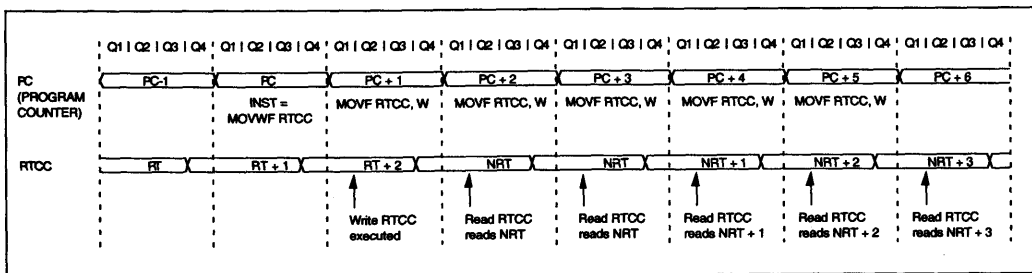 Q1 | Q2 | Q3 | Q4 Q1 | Q2 | Q3 | Q4 Q1 | Q2 | Q3 | Q4 Q1 | Q2 | Q3 | Q4 Q1 | Q2 | Q3 | Q4 Q1 | Q2 | Q3 | Q4 Q1 | Q2 | Q3 | Q4 Q1 | Q2 | Q3 | Q4
PC PC-1 PC PC + 1 PC + 2 PC + 3 PC + 4 PC + 5 PC + 6
(PROGRAM INST = MOVF RTCC, W MOVF RTCC, W MOVF RTCC, W MOVF RTCC, W MOVF RTCC, W
COUNTER) MOVWF RTCC
RTCC RT RT + 1 RT + 2 NRT NRT NRT + 1 NRT + 2 NRT + 3
Write RTCC Read RTCC Read RTCC Read RTCC Read RTCC Read RTCC
executed reads NRT reads NRT reads NRT + 1 reads NRT + 2 reads NRT + 3